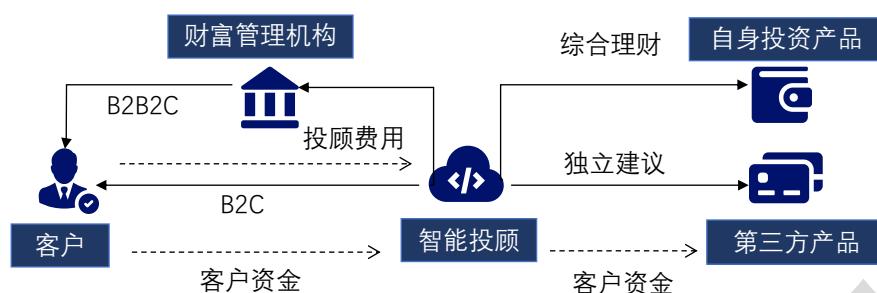 财富管理机构
综合理财
自身投资产品
B2B2C
投顾费用
独立建议
B2C
客户
智能投顾
第三方产品
客户资金
客户资金